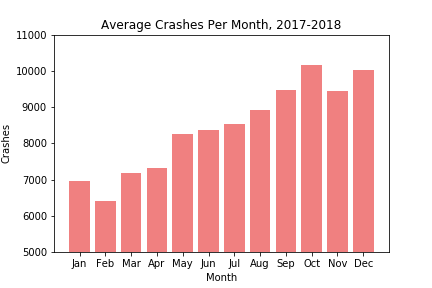 Average Crashes Per Month, 2017-2018
11000
10000
9000
8000
7000
6000
5000
Crashes
Jan Feb Mar Apr May Jun Jul Aug Sep Oct Nov Dec
Month